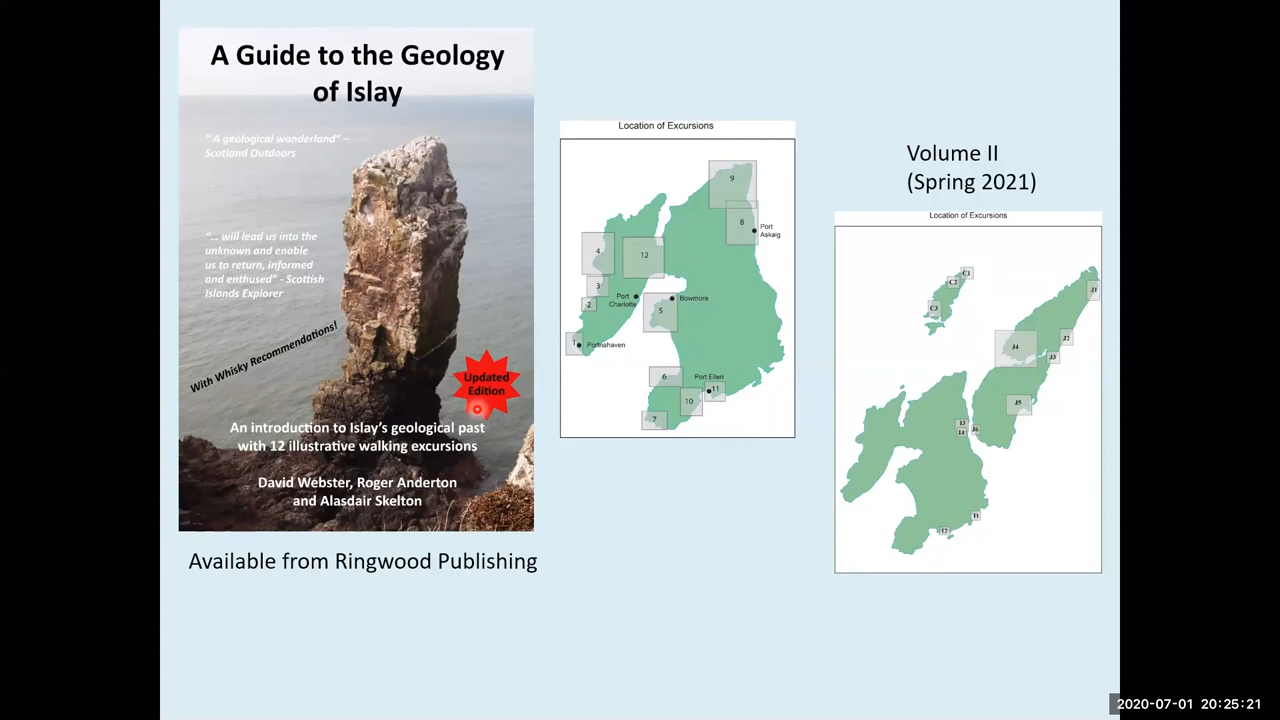 A Guide to the Geology
of Islay
" A geological wonderland" –
Scotland Outdoors
"… will lead us into the
unknown and enable
us to return, informed
and enthused" - Scottish
Islands Explorer
With Whisky Recommendations!
Updated
Edition
An introduction to Islay's geological past
with 12 illustrative walking excursions
David Webster, Roger Anderton
and Alasdair Skelton
Available from Ringwood Publishing
Location of Excursions
9
8
Port
Askaig
4
12
3
2
Port
Charlotte
Bowmore
5
1
Portnahaven
6
Port Ellen
11
10
7
Volume II
(Spring 2021)
Location of Excursions
C1
C2
C3
J1
J2
J4
J3
J5
I3
I4
J6
I1
I2
2020-07-01 20:25:21